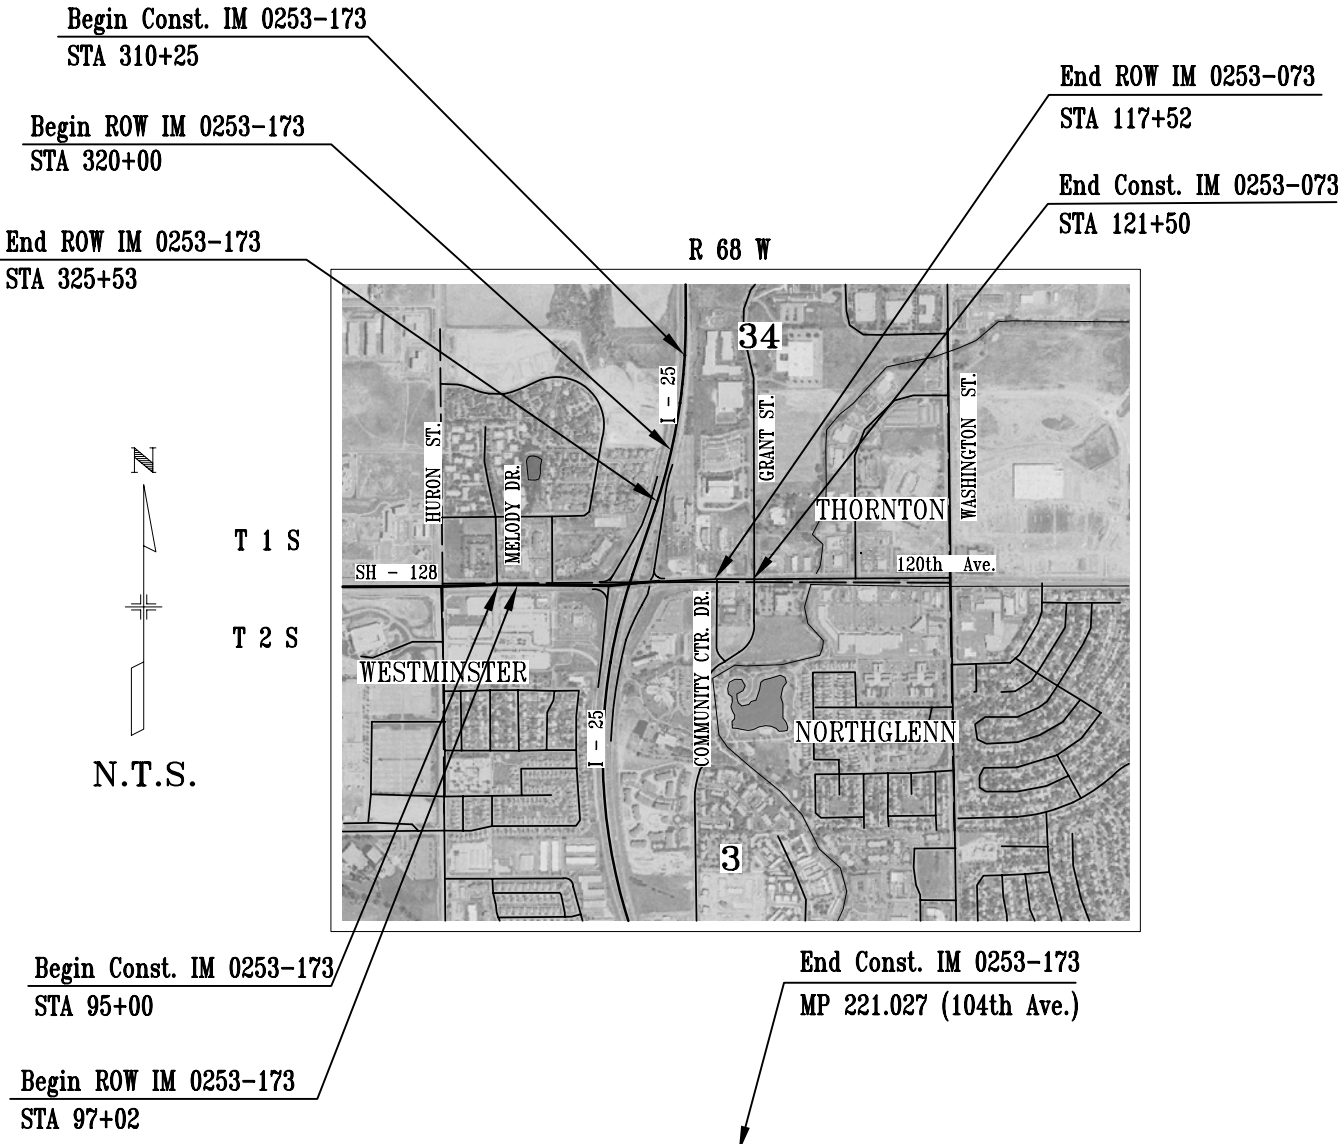 Begin Const. IM 0253-173
STA 310+25
Begin ROW IM 0253-173
STA 320+00
End ROW IM 0253-173
STA 325+53
End ROW IM 0253-073
STA 117+52
End Const. IM 0253-073
STA 121+50
R 68 W
34
I - 25
GRANT ST.
WASHINGTON ST.
HURON ST.
MELODY DR.
THORNTON
N
T 1 S
SH - 128
120th Ave.
T 2 S
WESTMINSTER
COMMUNITY CTR. DR.
I - 25
NORTHGLENN
N.T.S.
3
Begin Const. IM 0253-173
STA 95+00
End Const. IM 0253-173
MP 221.027 (104th Ave.)
Begin ROW IM 0253-173
STA 97+02